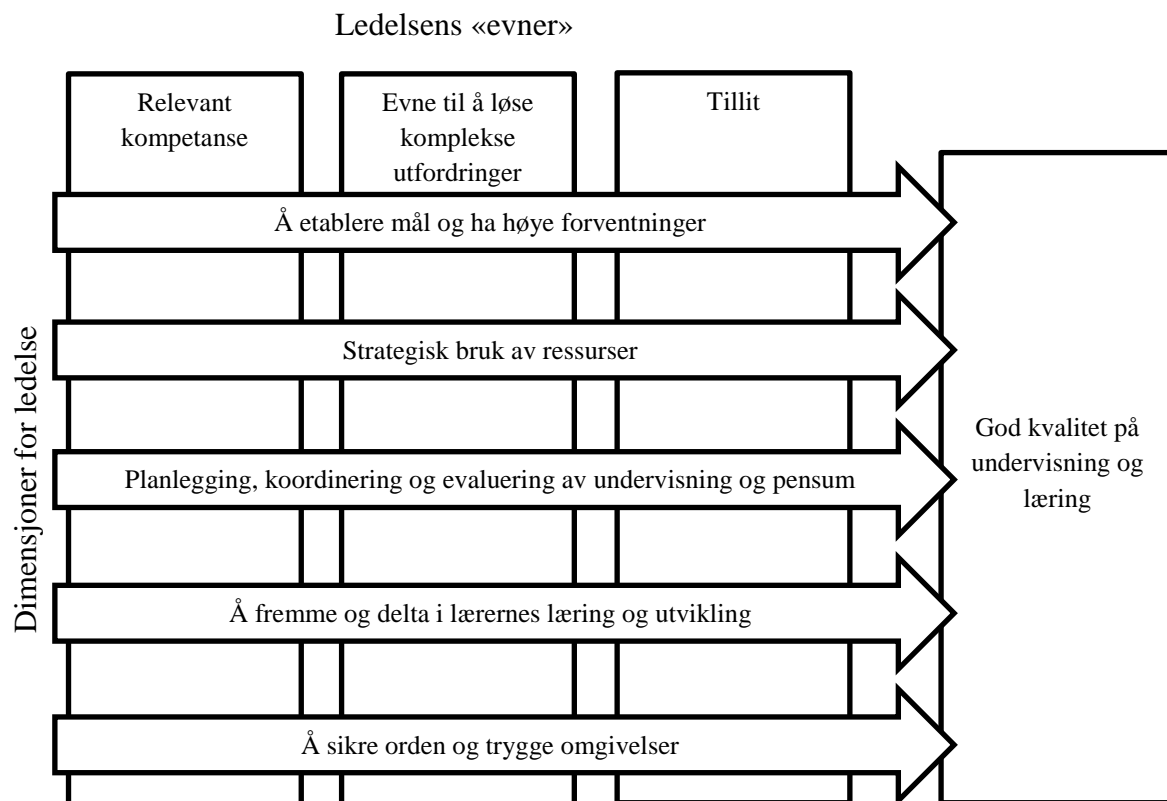 Ledelsens «evner»
Relevant
kompetanse
Evne til å løse
komplekse
utfordringer
Tillit
Dimensjoner for ledelse
Å etablere mål og ha høye forventninger
Strategisk bruk av ressurser
Planlegging, koordinering og evaluering av undervisning og pensum
Å fremme og delta i lærernes læring og utvikling
Å sikre orden og trygge omgivelser
God kvalitet på
undervisning og
læring